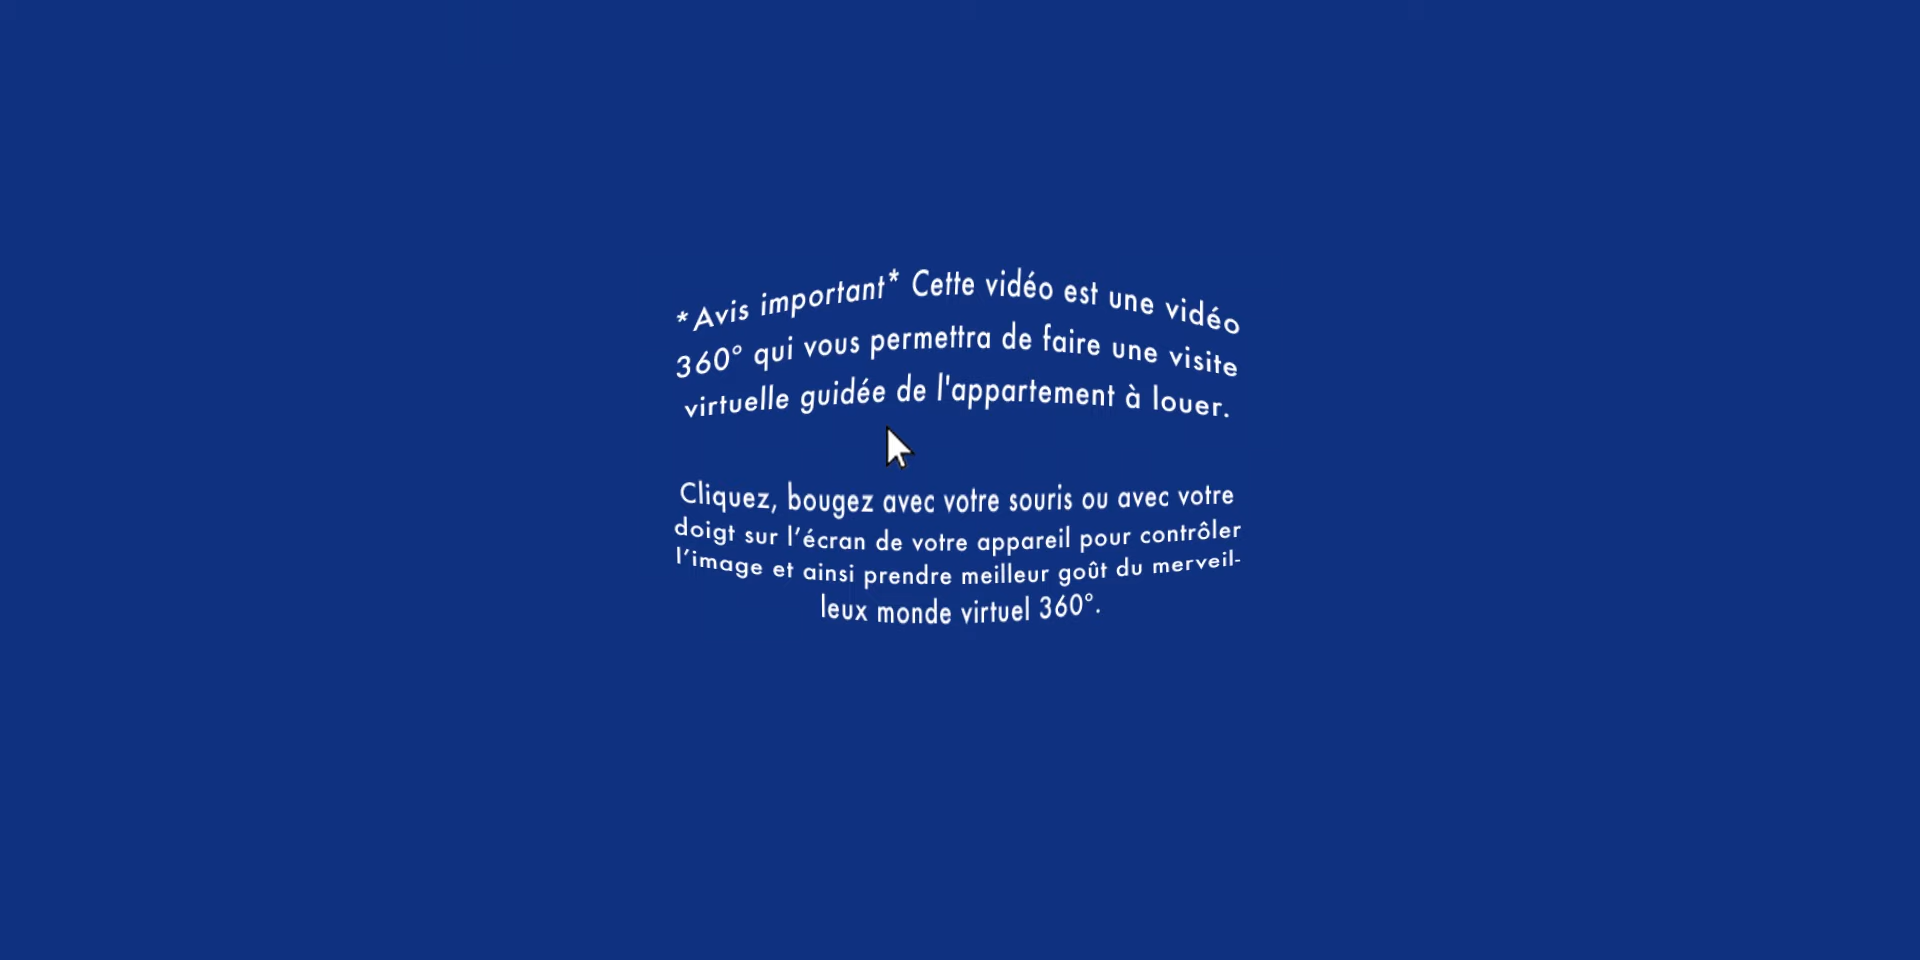 *Avis important* Cette vidéo est une vidéo
360° qui vous permettra de faire une visite
virtuelle guidée de l'appartement à louer.
Cliquez, bougez avec votre souris ou avec votre
doigt sur l’écran de votre appareil pour contrôler
l’image et ainsi prendre meilleur goût du merveil-
leux monde virtuel 360°.